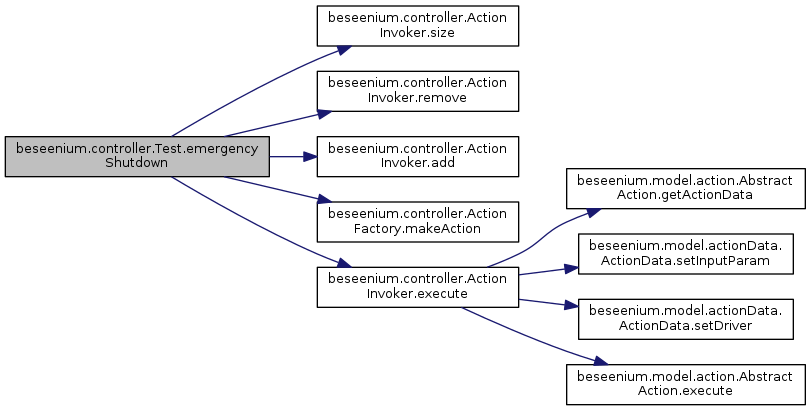 beseenium.controller.Action
Invoker.size
beseenium.controller.Action
Invoker.remove
beseenium.controller.Test.emergency
Shutdown
beseenium.controller.Action
Invoker.add
beseenium.controller.Action
Factory.makeAction
beseenium.controller.Action
Invoker.execute
beseenium.model.action.Abstract
Action.getActionData
beseenium.model.actionData.
ActionData.setInputParam
beseenium.model.actionData.
ActionData.setDriver
beseenium.model.action.Abstract
Action.execute